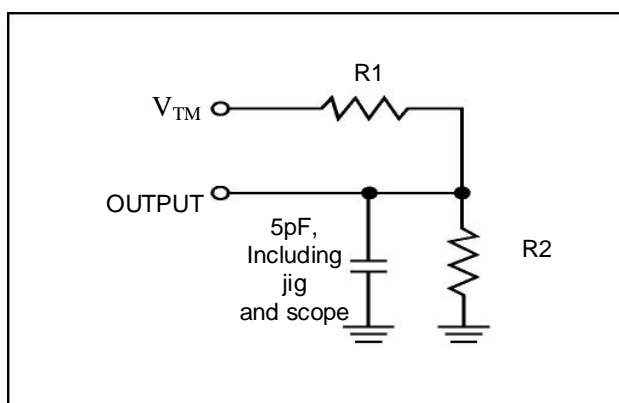 R1
V_TM
OUTPUT
5pF,
Including
jig
and scope
R2